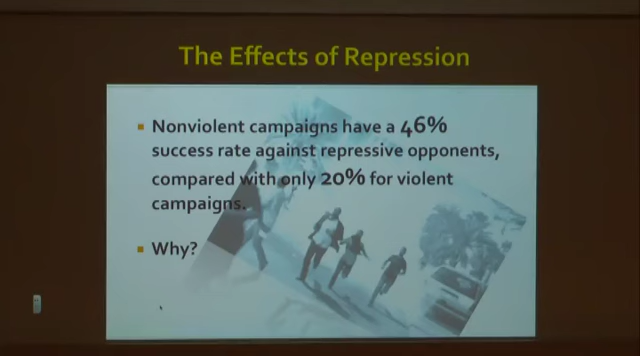 The Effects of Repression
Nonviolent campaigns have a 46%
success rate against repressive opponents,
compared with only 20% for violent
campaigns.
Why?